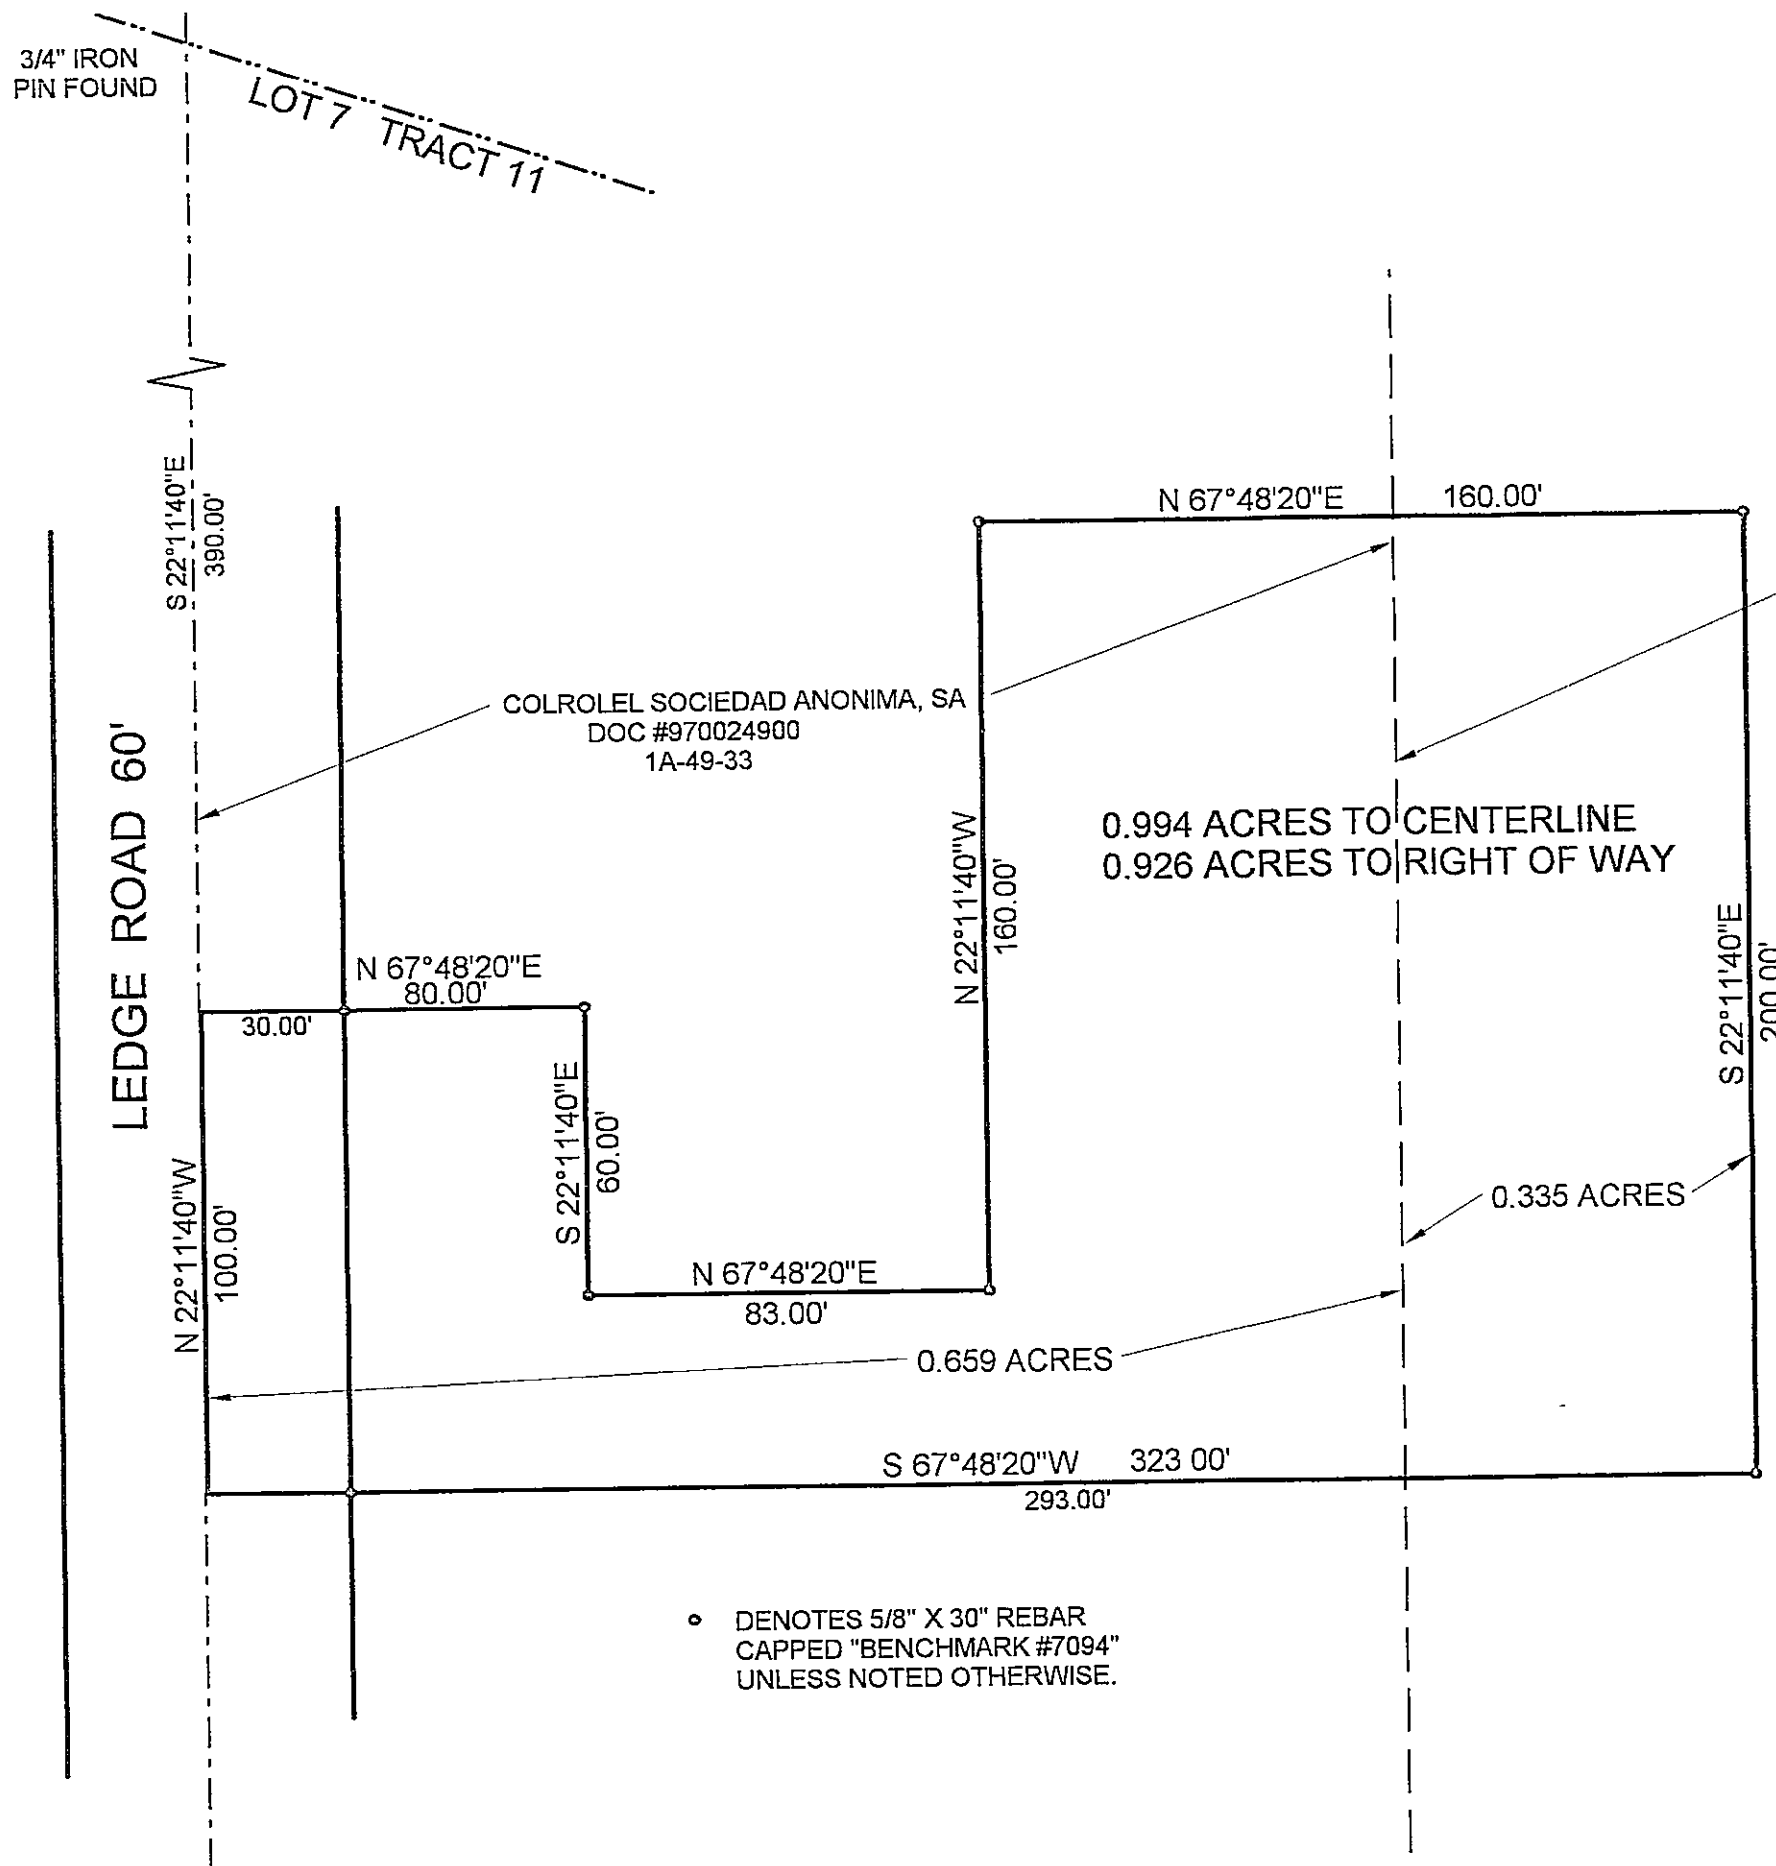 3/4" IRON
PIN FOUND
LOT 7 TRACT 11
S 22°11'40"E
390.00'
N 67°48'20"E 160.00'
COLROLEL SOCIEDAD ANONIMA, SA
DOC #970024900
1A-49-33
LEDGE ROAD 60'
0.994 ACRES TO CENTERLINE
0.926 ACRES TO RIGHT OF WAY
N 22°11'40"W
160.00'
S 22°11'40"E
200.00'
N 67°48'20"E
80.00'
30.00'
S 22°11'40"E
60.00'
N 22°11'40"W
100.00'
0.335 ACRES
N 67°48'20"E
83.00'
0.659 ACRES
S 67°48'20"W 323 00'
293.00'
DENOTES 5/8" X 30" REBAR
CAPPED "BENCHMARK #7094"
UNLESS NOTED OTHERWISE.